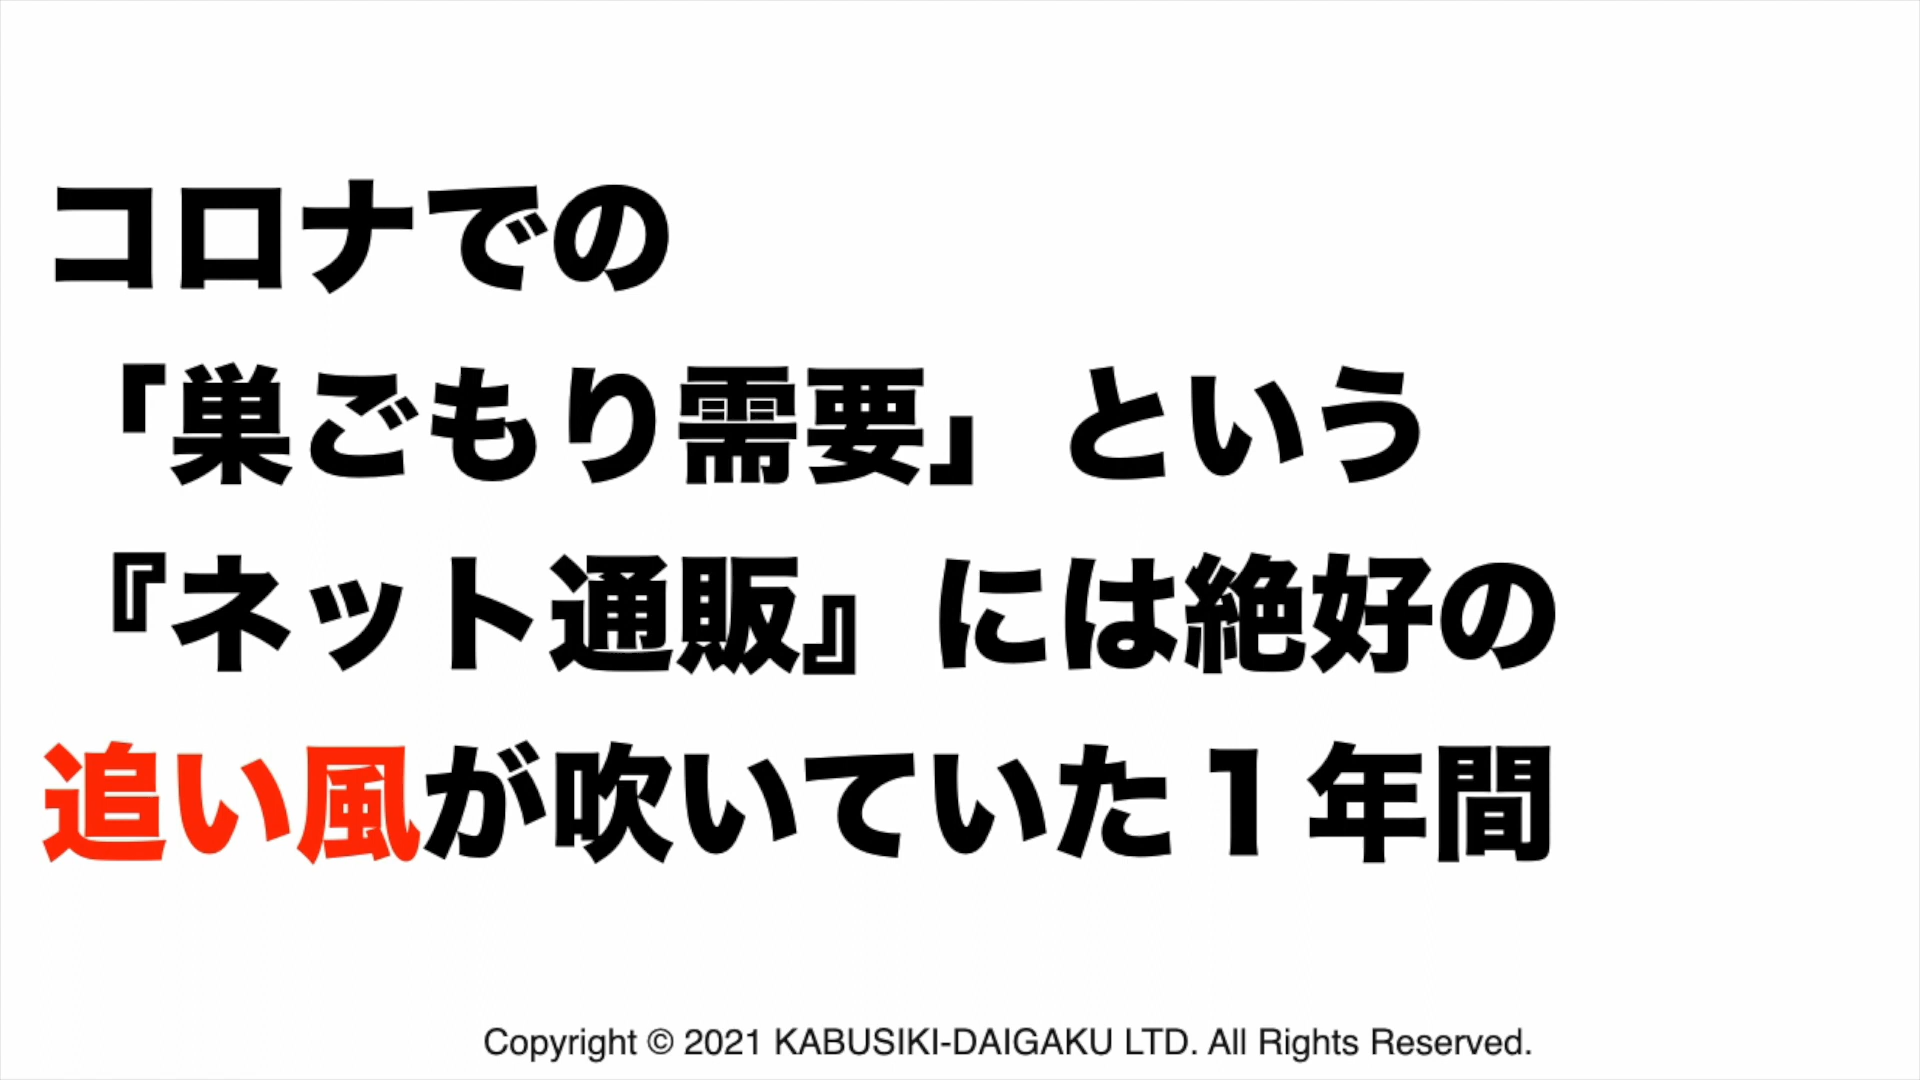 コロナでの
「巣ごもり需要」という
『ネット通販』には絶好の
追い風が吹いていた１年間
Copyright © 2021 KABUSIKI-DAIGAKU LTD. All Rights Reserved.